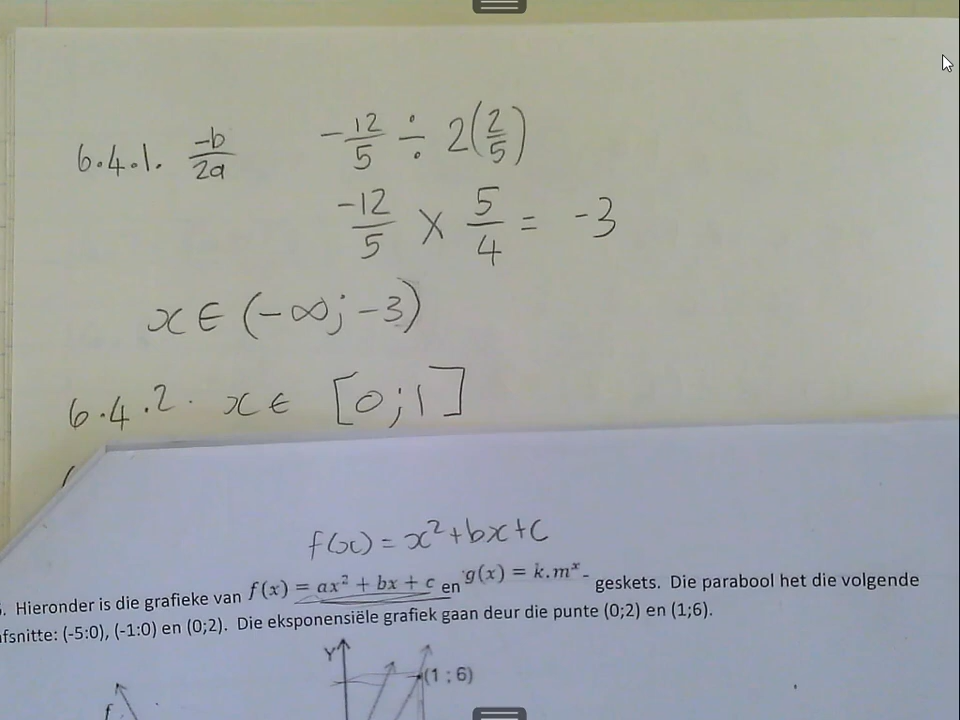 6.4.1. -b/2a -12/5 ÷ 2(2/5)
-12/5 × 5/4 = -3
x ∈ (-∞; -3)
6.4.2. x ∈ [0;1]
f(x) = x²+bx+c
. Hieronder is die grafieke van f(x) = ax² + bx + c en g(x) = k.mˣ- geskets. Die parabool het die volgende
fsnitte: (-5:0), (-1:0) en (0;2). Die eksponensiële grafiek gaan deur die punte (0;2) en (1;6).
Y
(1 ; 6)
f